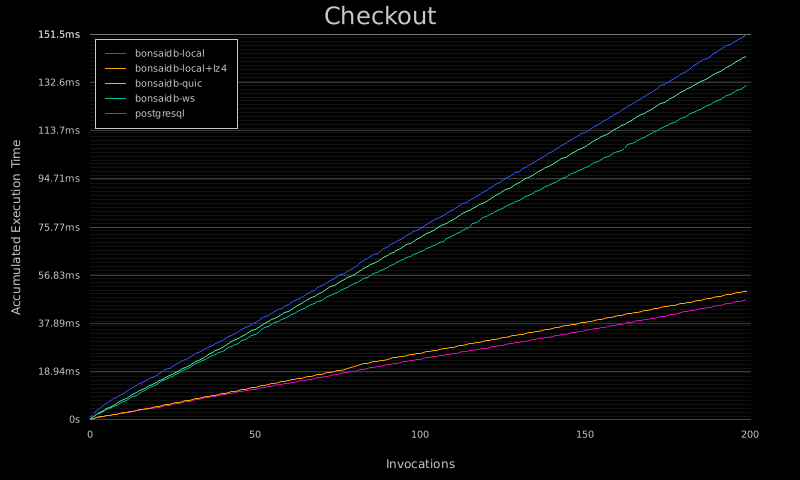 Checkout
151.5ms
132.6ms
113.7ms
94.71ms
75.77ms
56.83ms
37.89ms
18.94ms
0s
Accumulated Execution Time
bonsaidb-local
bonsaidb-local+lz4
bonsaidb-quic
bonsaidb-ws
postgresql
0
50
100
150
200
Invocations